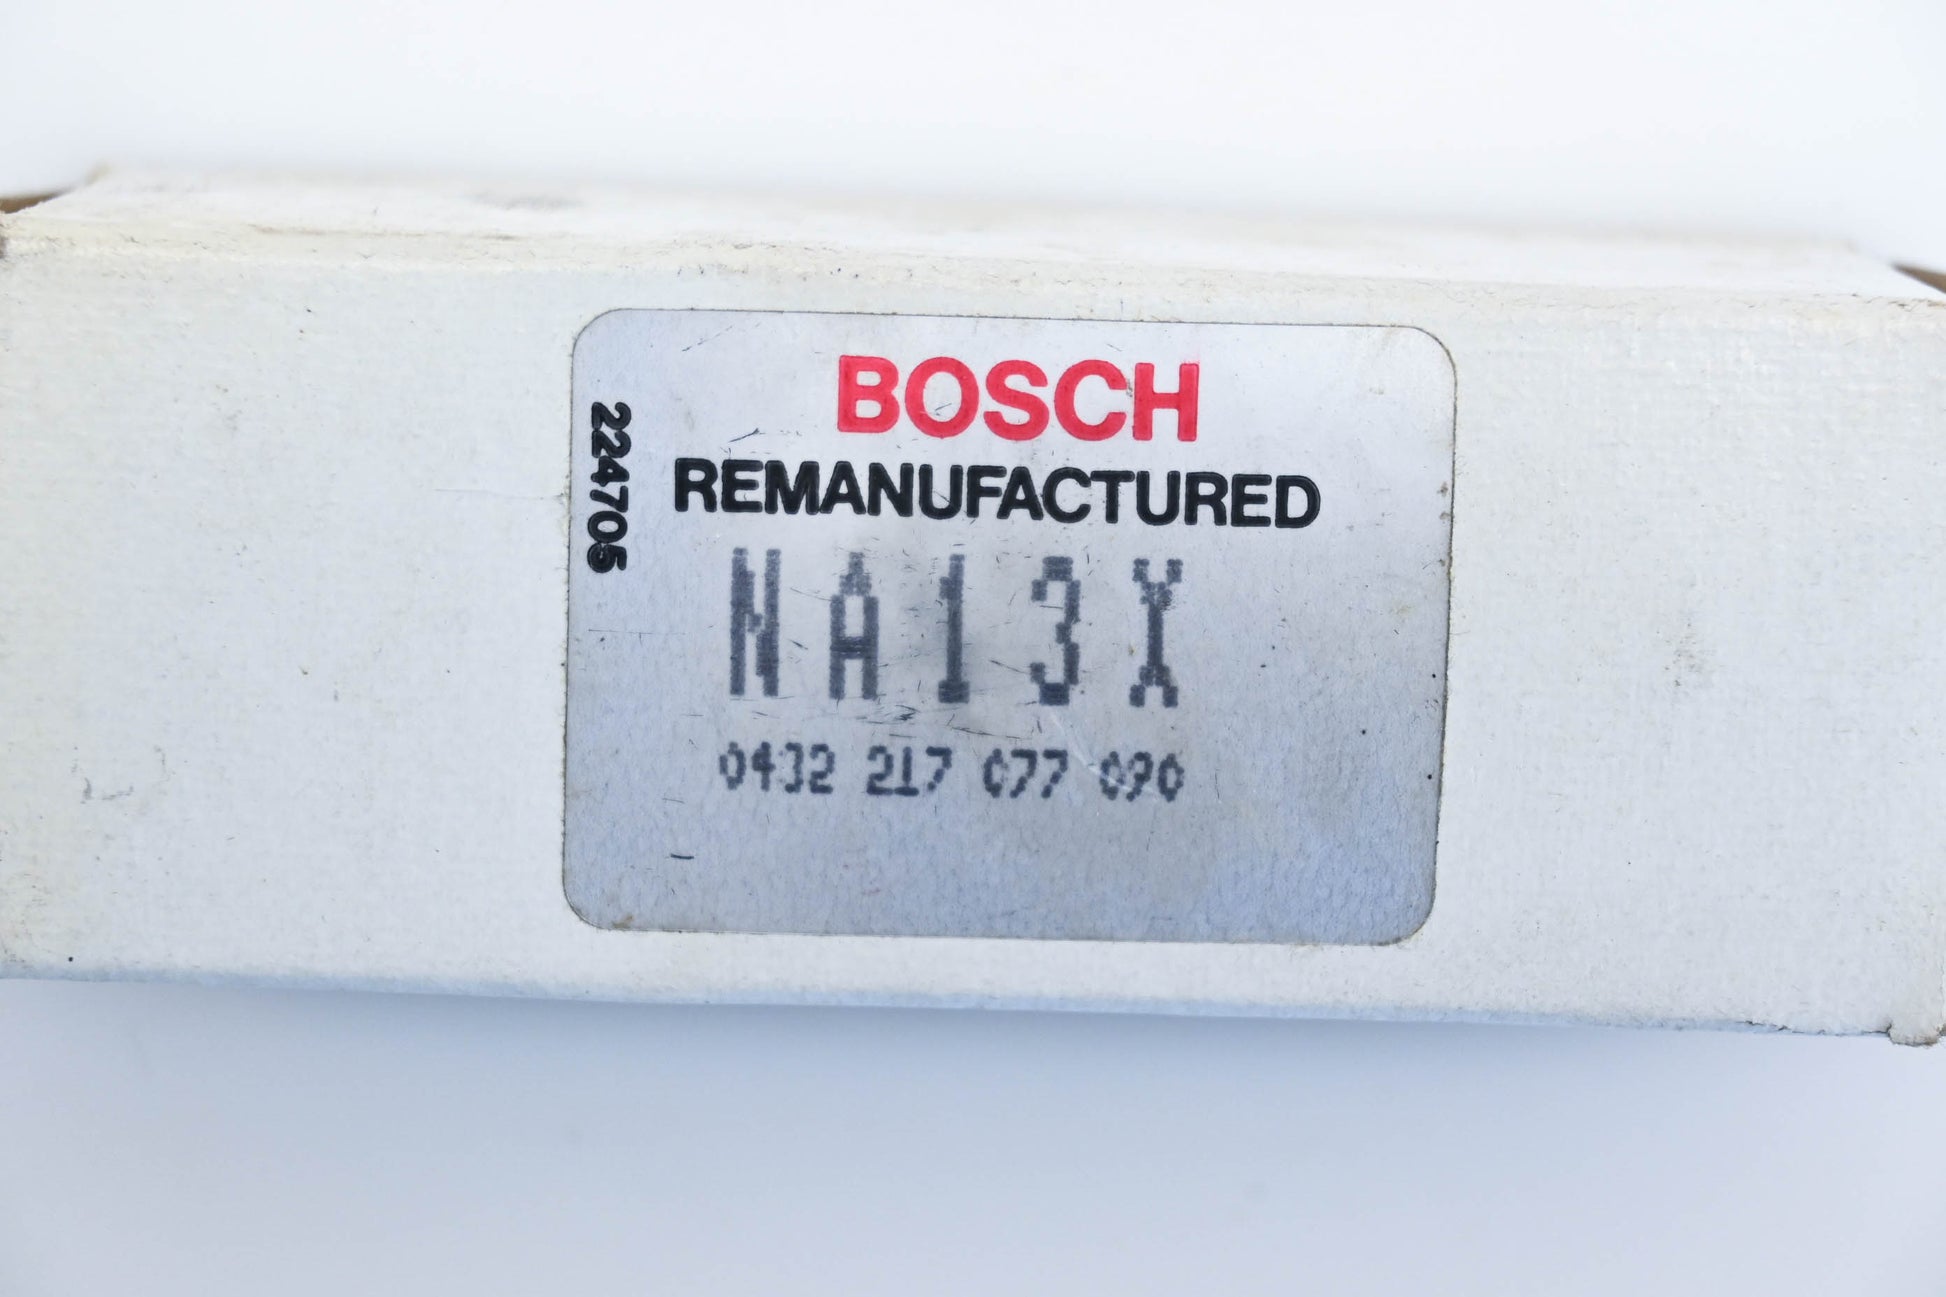 BOSCH
REMANUFACTURED
224705
NA13X
0432 217 077 090